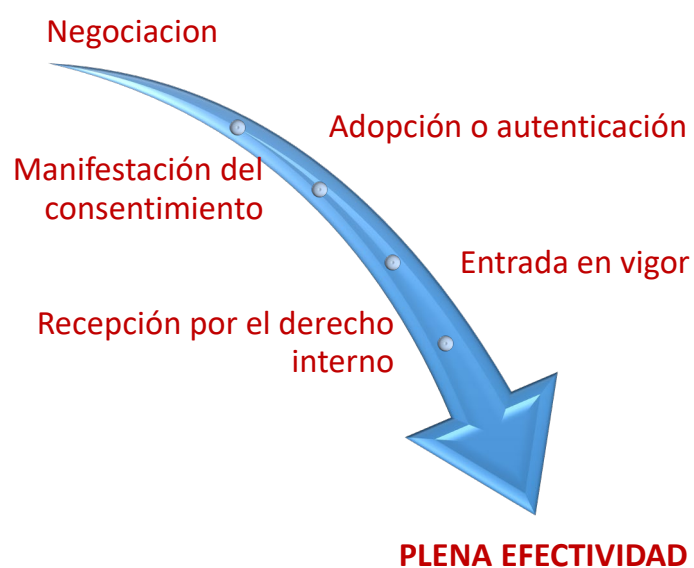 Negociacion
Adopción o autenticación
Manifestación del
consentimiento
Entrada en vigor
Recepción por el derecho
interno
PLENA EFECTIVIDAD